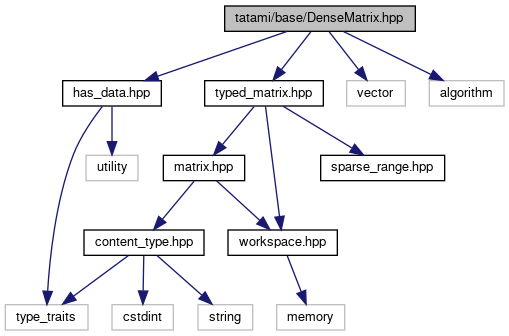 tatami/base/DenseMatrix.hpp
has_data.hpp
typed_matrix.hpp
vector
algorithm
utility
matrix.hpp
sparse_range.hpp
content_type.hpp
workspace.hpp
type_traits
cstdint
string
memory